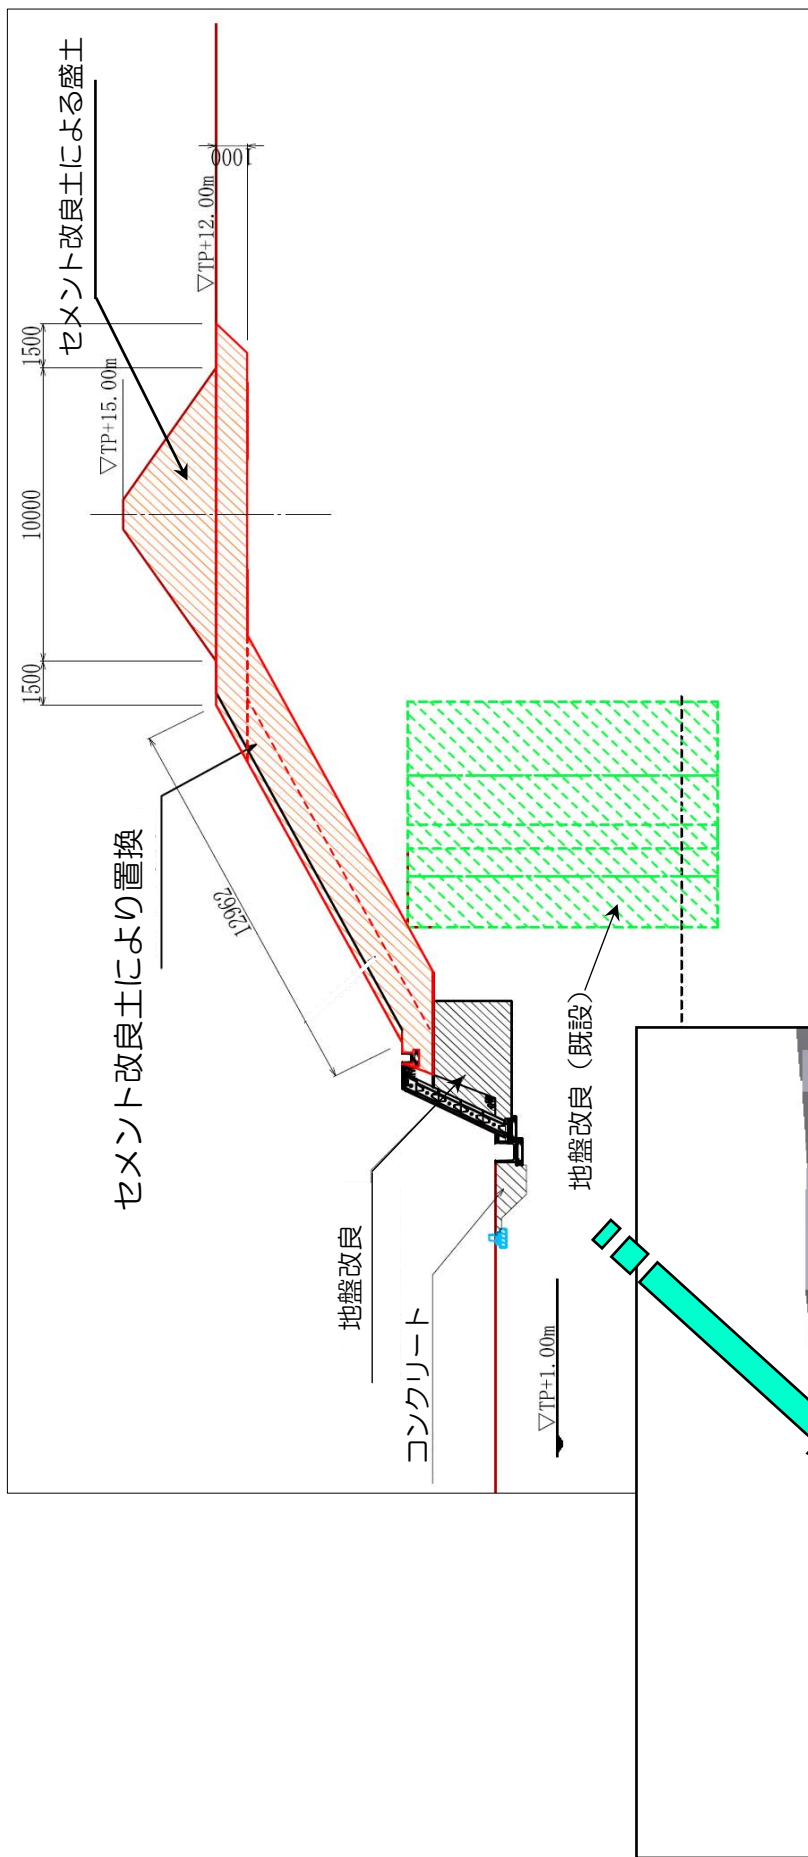 セメント改良土による盛土
1500
10000
1500
▽TP+15.00m
▽TP+12.00m
1000
セメント改良土により置換
12962
地盤改良
コンクリート
地盤改良（既設）
▽TP+1.00m